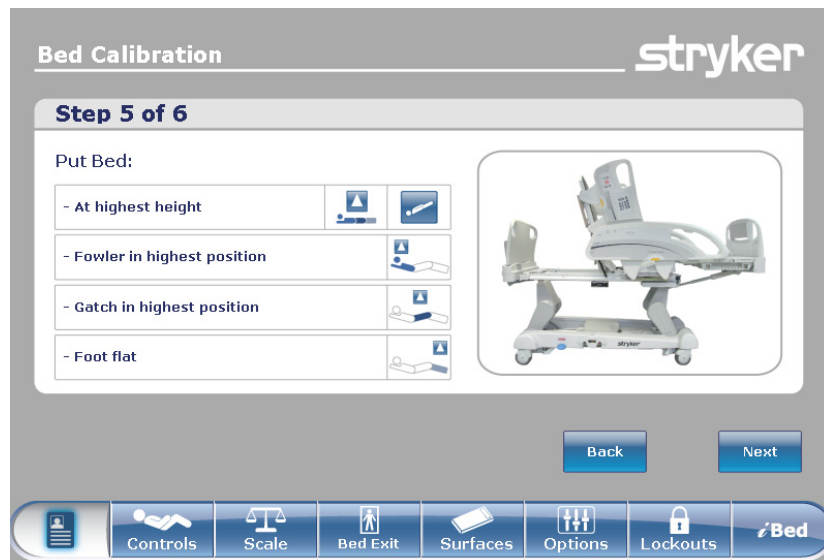 Bed Calibration
stryker
Step 5 of 6
Put Bed:
- At highest height
- Fowler in highest position
- Gatch in highest position
- Foot flat
stryker
Back
Next
Controls
Scale
Bed Exit
Surfaces
Options
Lockouts
iBed